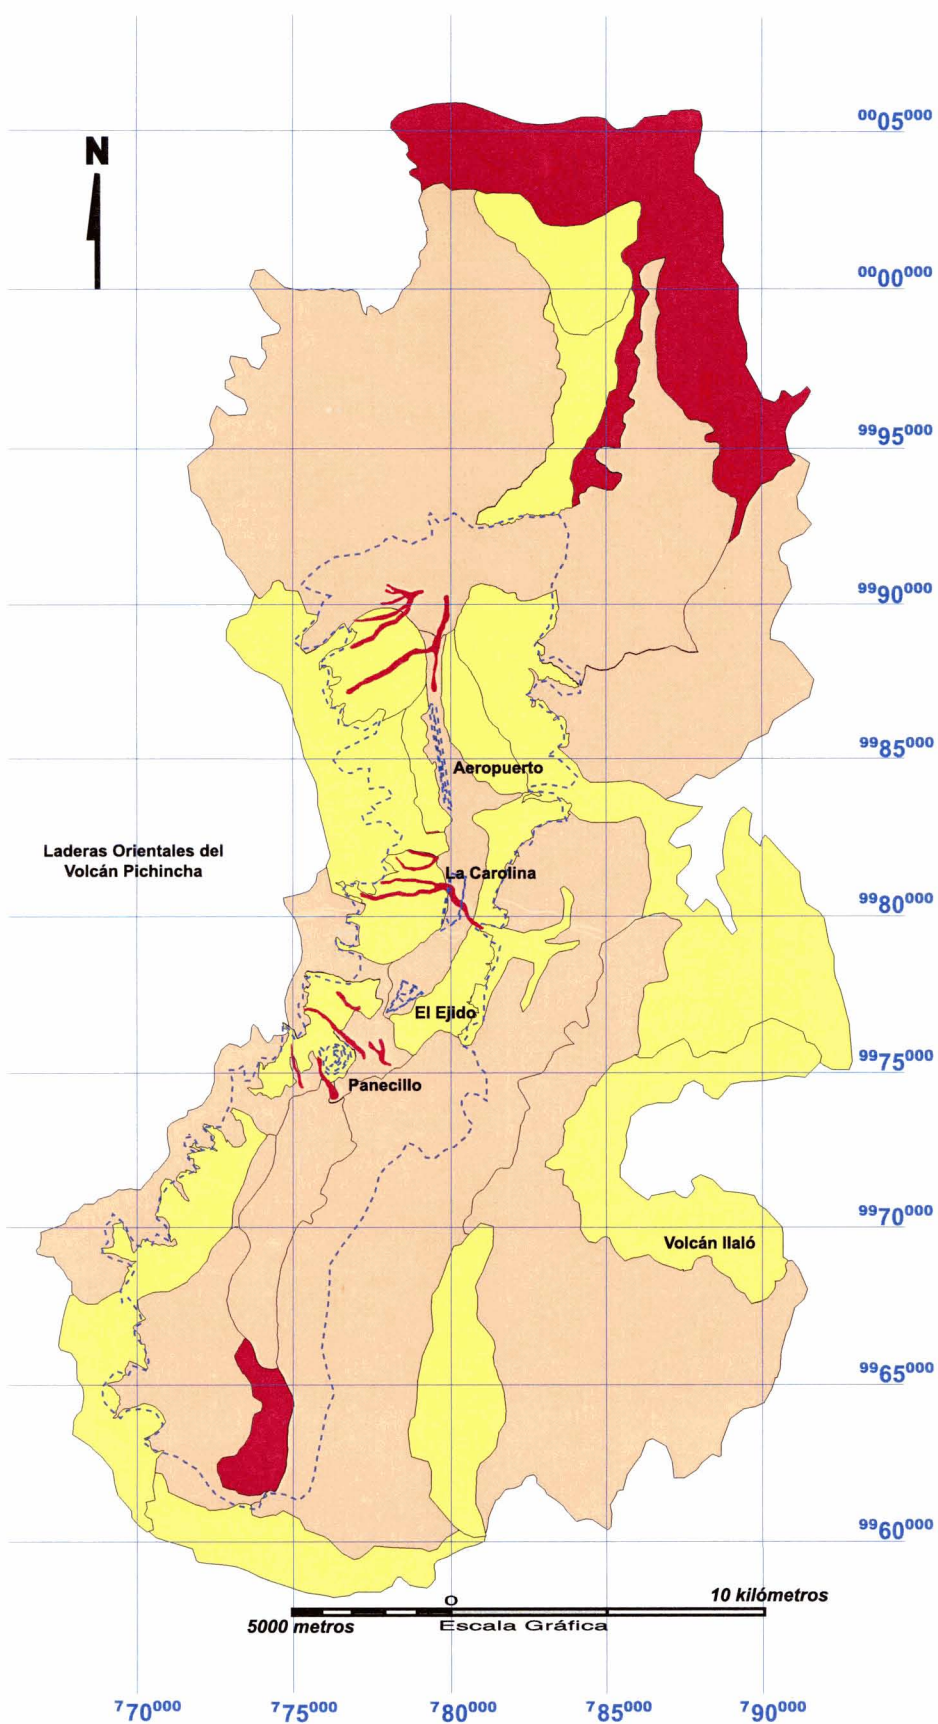 N
0005000
0000000
9995000
9990000
9985000
Aeropuerto
Laderas Orientales del
Volcán Pichincha
La Carolina
9980000
El Ejido
9975000
Panecillo
9970000
Volcán Ilaló
9965000
9960000
0
10 kilómetros
5000 metros
Escala Gráfica
770000
775000
780000
785000
790000